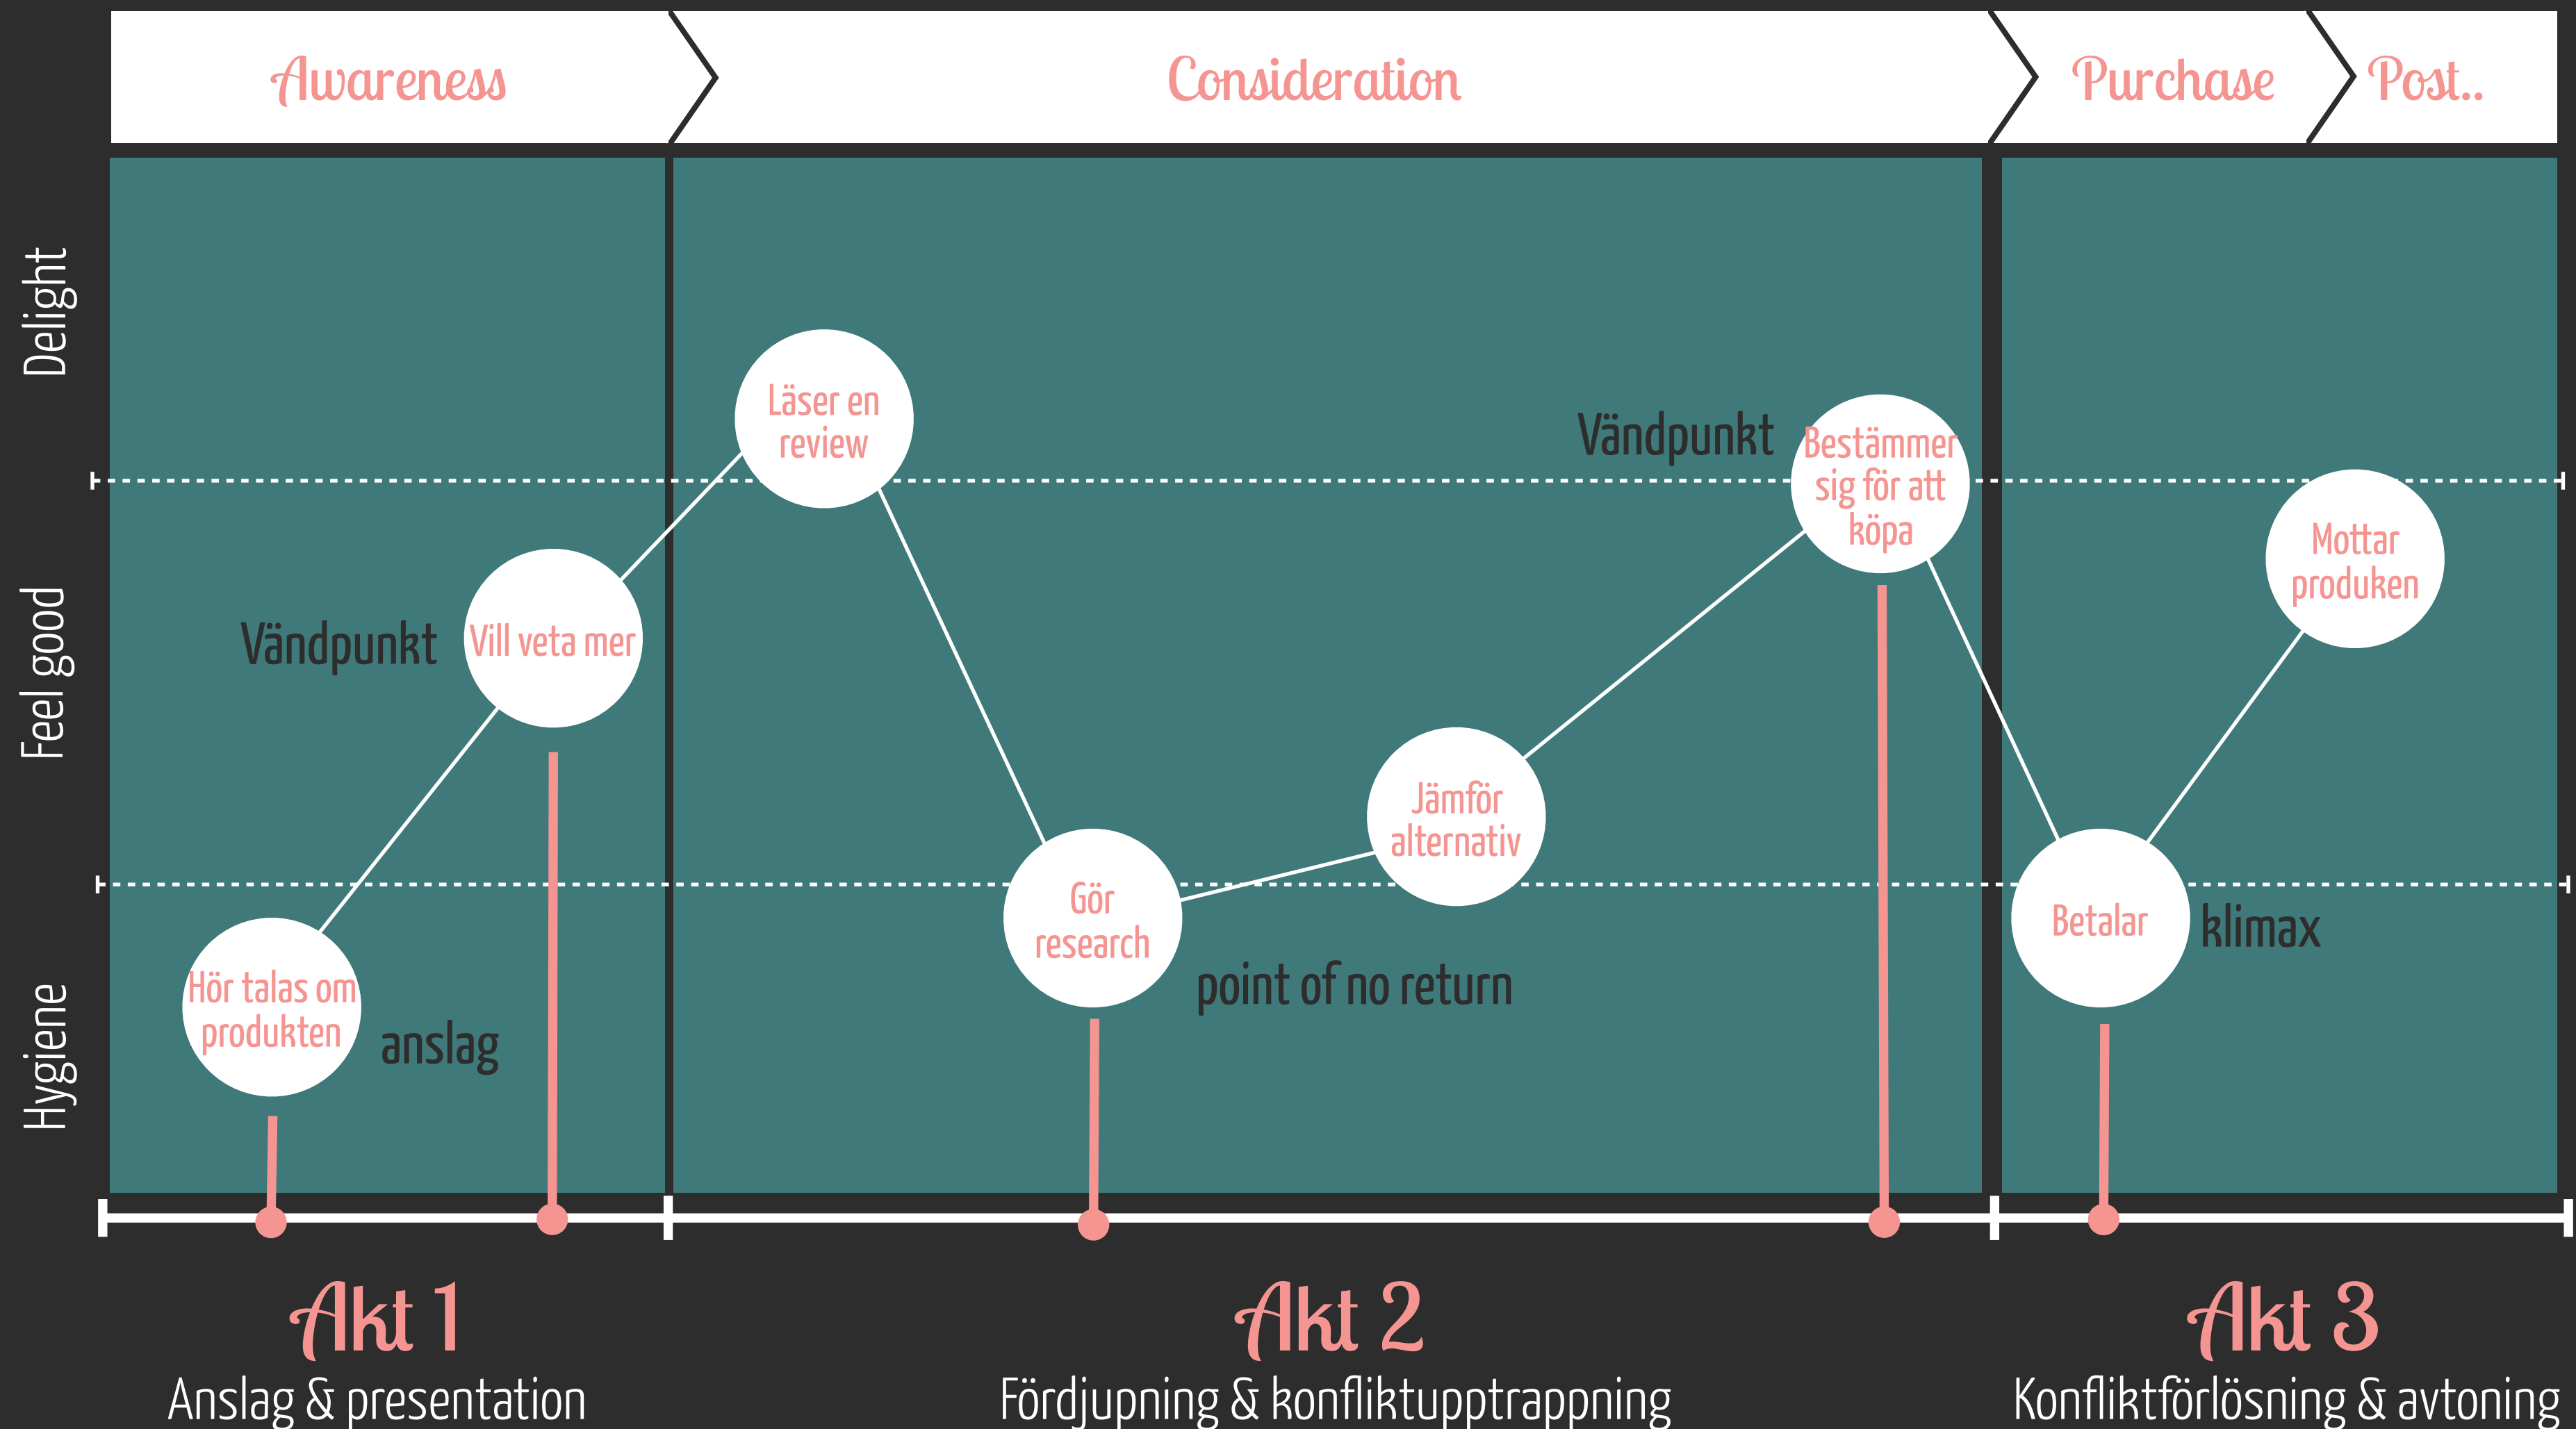 Awareness
Consideration
Purchase
Post..
Delight
Feel good
Hygiene
Läser en
review
Vändpunkt
Bestämmer
sig för att
köpa
Mottar
produken
Vändpunkt
Vill veta mer
Jämför
alternativ
Gör
research
point of no return
Betalar
klimax
Hör talas om
produkten
anslag
Akt 1
Anslag & presentation
Akt 2
Fördjupning & konfliktupptrappning
Akt 3
Konfliktförlösning & avtoning